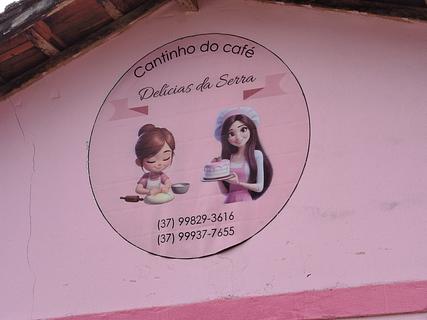 Cantinho do café
Delícias da Serra
(37) 99829-3616
(37) 99937-7655